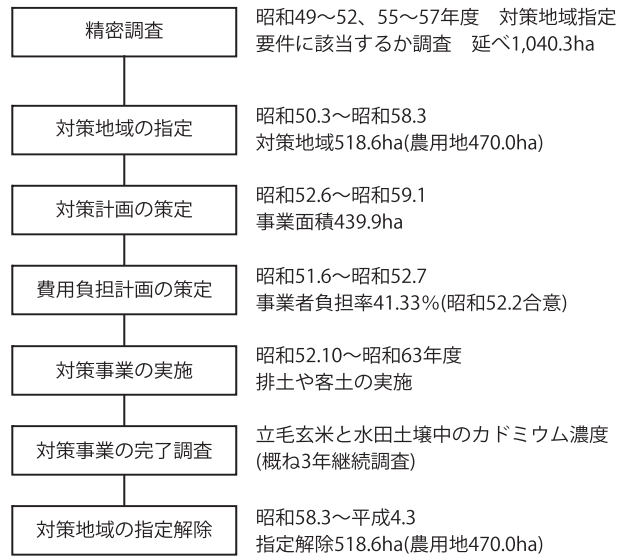 精密調査
昭和49～52、55～57年度　対策地域指定
要件に該当するか調査　延べ1,040.3ha
対策地域の指定
昭和50.3～昭和58.3
対策地域518.6ha(農用地470.0ha)
対策計画の策定
昭和52.6～昭和59.1
事業面積439.9ha
費用負担計画の策定
昭和51.6～昭和52.7
事業者負担率41.33％(昭和52.2合意)
対策事業の実施
昭和52.10～昭和63年度
排土や客土の実施
対策事業の完了調査
立毛玄米と水田土壌中のカドミウム濃度
(概ね3年継続調査)
対策地域の指定解除
昭和58.3～平成4.3
指定解除518.6ha(農用地470.0ha)